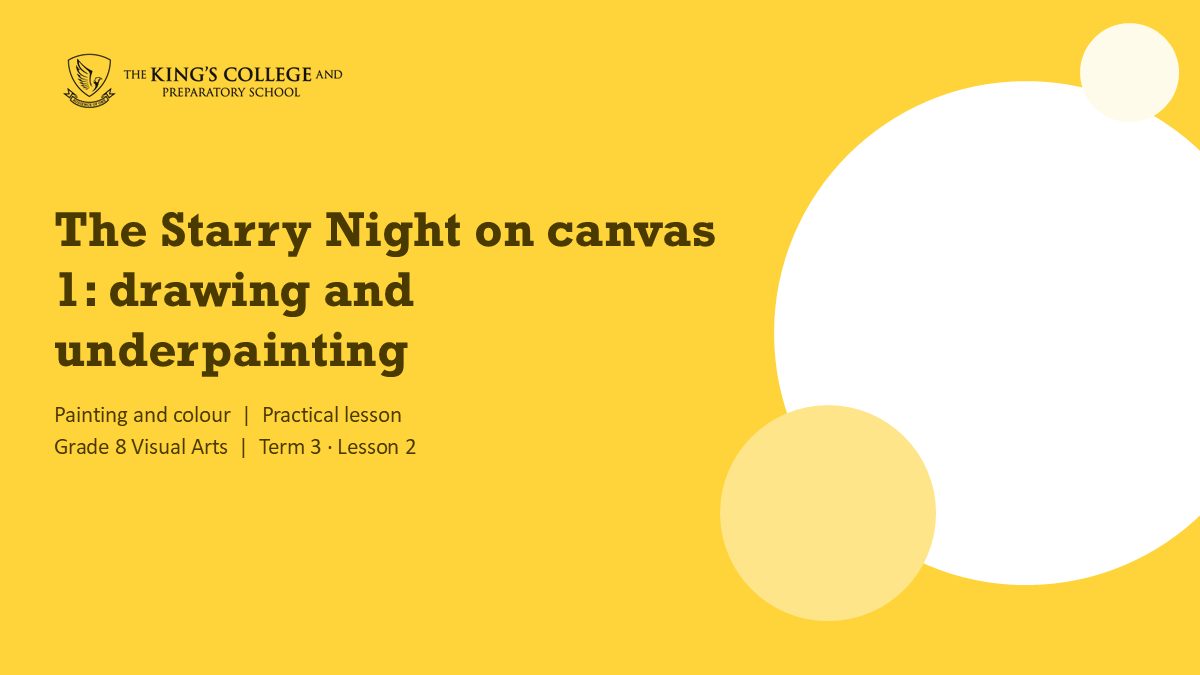 THE KING'S COLLEGE AND
PREPARATORY SCHOOL
The Starry Night on canvas
1: drawing and
underpainting
Painting and colour | Practical lesson
Grade 8 Visual Arts | Term 3 · Lesson 2